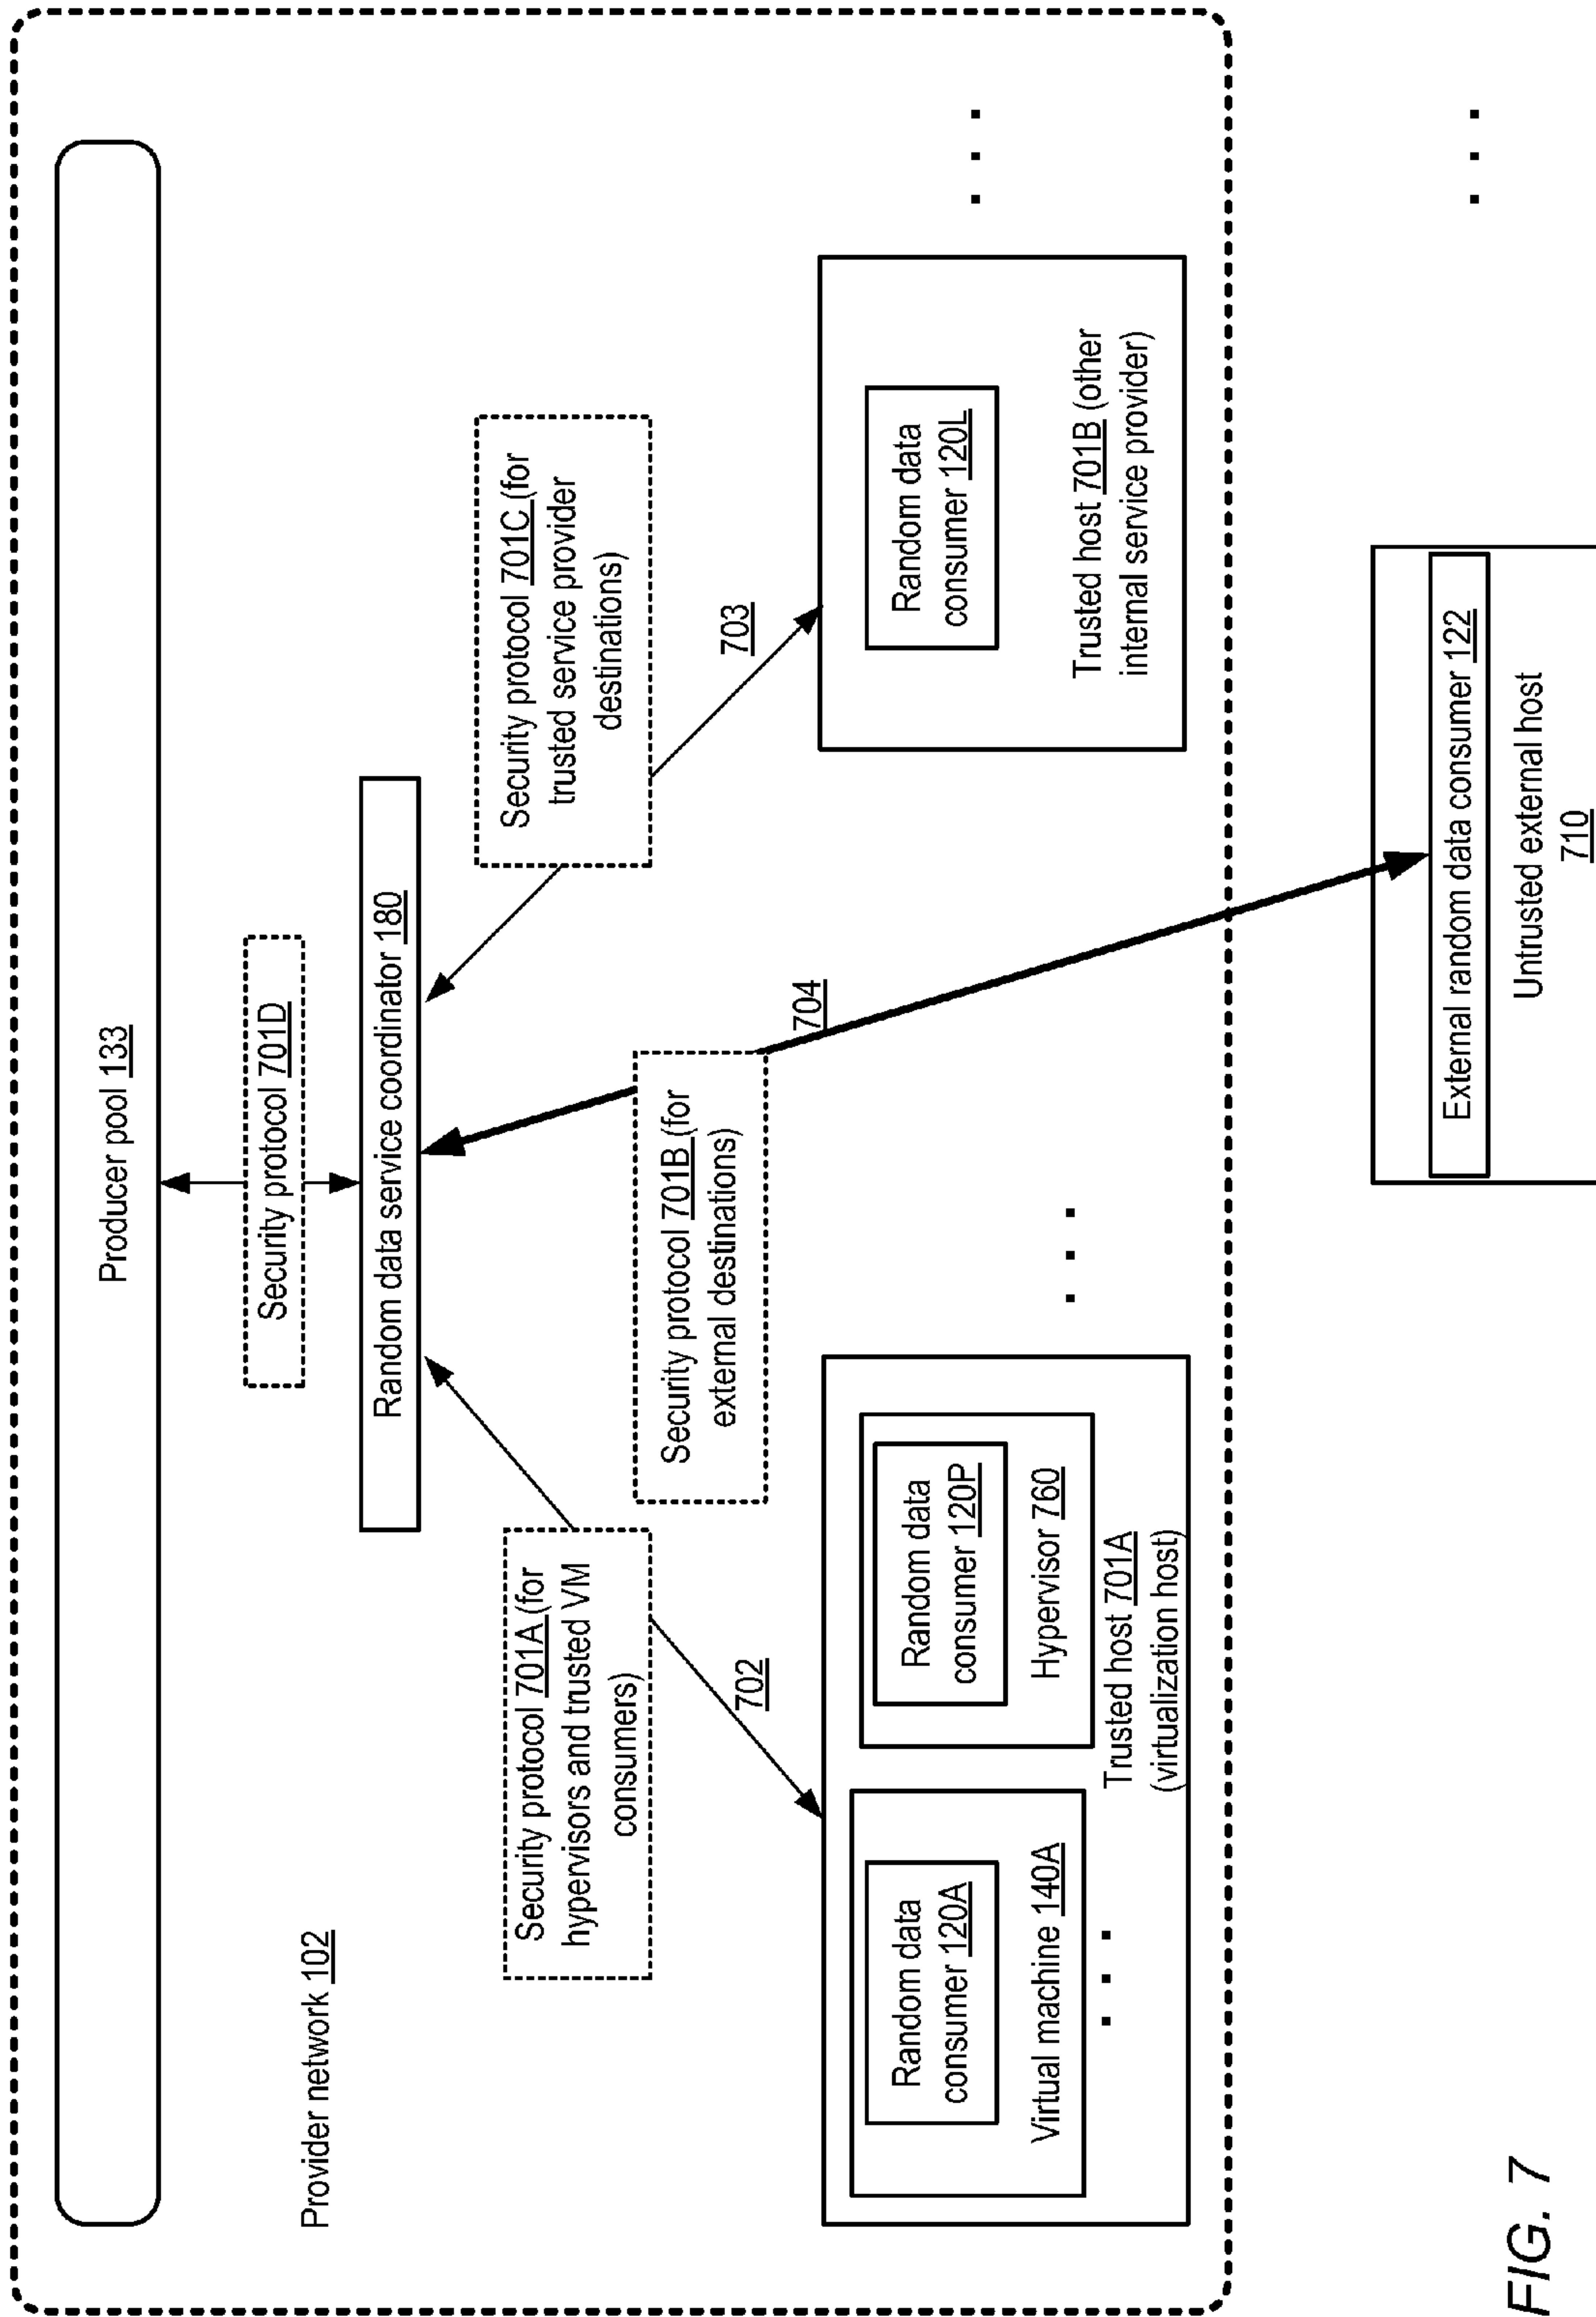 Producer pool 133
Security protocol 701D
Provider network 102
Random data service coordinator 180
Security protocol 701A (for
hypervisors and trusted VM
consumers)
Security protocol 701C (for
trusted service provider
destinations)
Security protocol 701B (for
external destinations)
702
704
703
Random data
consumer 120A
Virtual machine 140A
. . .
Random data
consumer 120P
Hypervisor 760
Trusted host 701A
(virtualization host)
. . .
Random data
consumer 120L
Trusted host 701B (other
internal service provider)
. . .
External random data consumer 122
Untrusted external host
710
. . .
FIG. 7